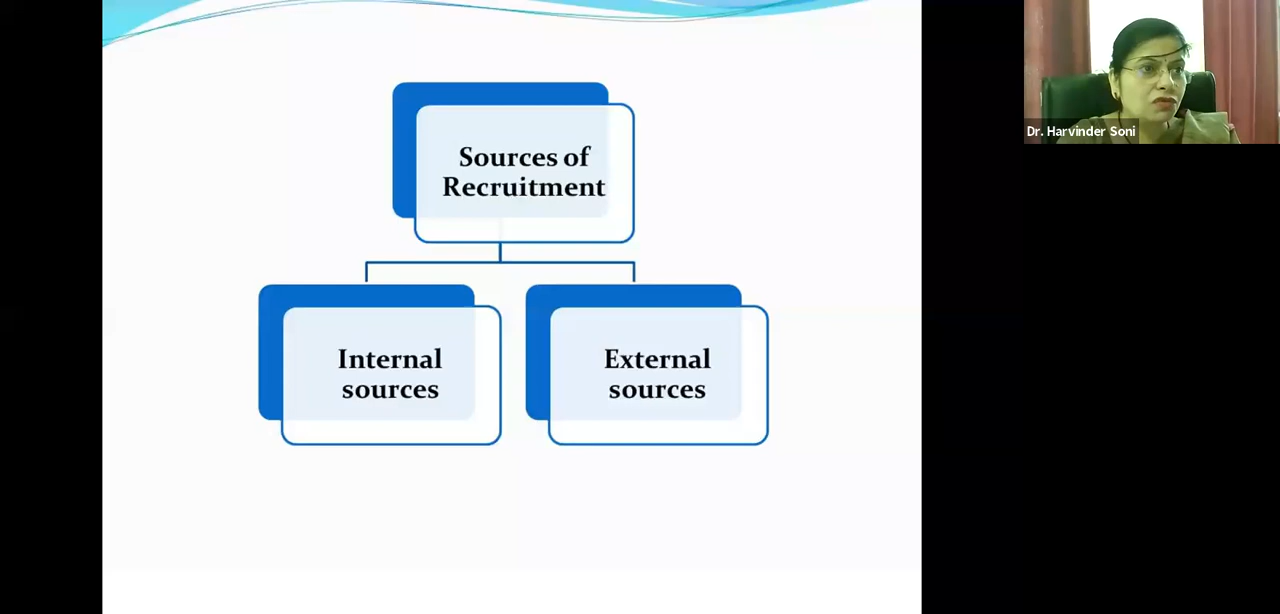 Sources of
Recruitment
Internal
sources
External
sources
Dr. Harvinder Soni